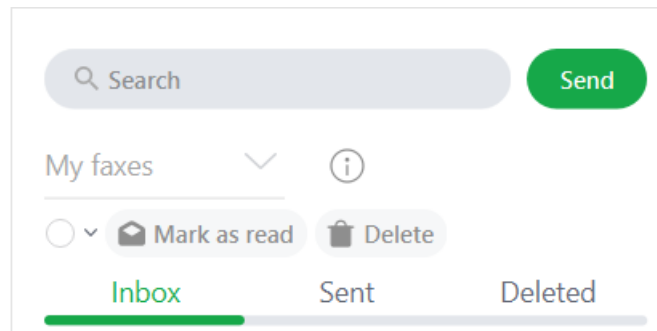 Search Send
My faxes
Mark as read Delete
Inbox Sent Deleted